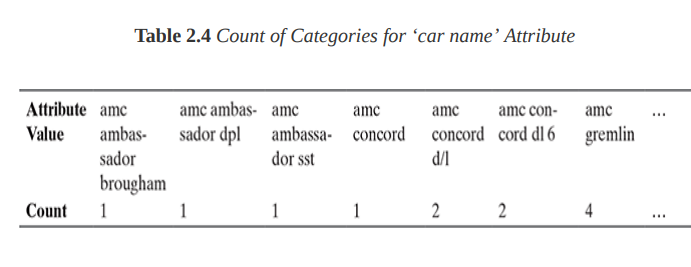 Table 2.4 Count of Categories for ‘car name’ Attribute
Attribute amc amc ambas- amc amc amc amc con- amc ...
Value ambas- sador dpl ambassa- concord concord cord dl 6 gremlin
sador dor sst d/l
brougham
Count 1 1 1 1 2 2 4 ...